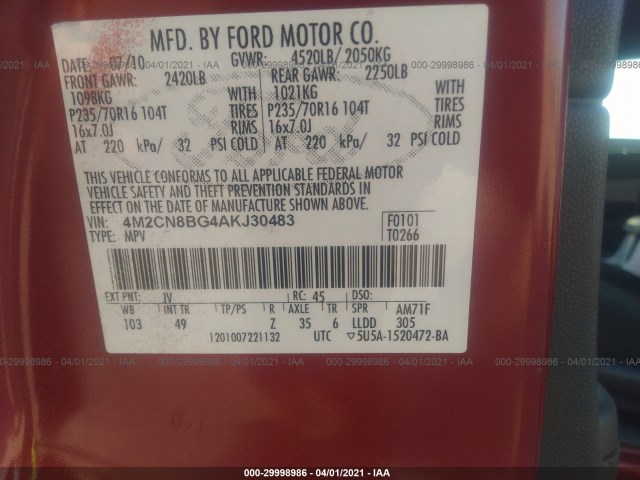 MFD. BY FORD MOTOR CO.
DATE: 07/10 GVWR: 4520LB/ 2050KG
FRONT GAWR: 2420LB REAR GAWR: 2250LB
1098KG WITH 1021KG WITH
P235/70R16 104T TIRES P235/70R16 104T TIRES
16x7.0J RIMS 16x7.0J RIMS
AT 220 kPa/ 32 PSI COLD AT 220 kPa/ 32 PSI COLD
THIS VEHICLE CONFORMS TO ALL APPLICABLE FEDERAL MOTOR
VEHICLE SAFETY AND THEFT PREVENTION STANDARDS IN
EFFECT ON THE DATE OF MANUFACTURE SHOWN ABOVE.
VIN: 4M2CN8BG4AKJ30483 F0101
TYPE: MPV T0266
EXT PNT: JV RC: 45 DSO:
WB INT TR TP/PS R AXLE TR SPR AM71F
103 49 Z 35 6 LLDD 305
1201007221132 UTC ▽5U5A-1520472-BA
000-29998986 - 04/01/2021 - IAA